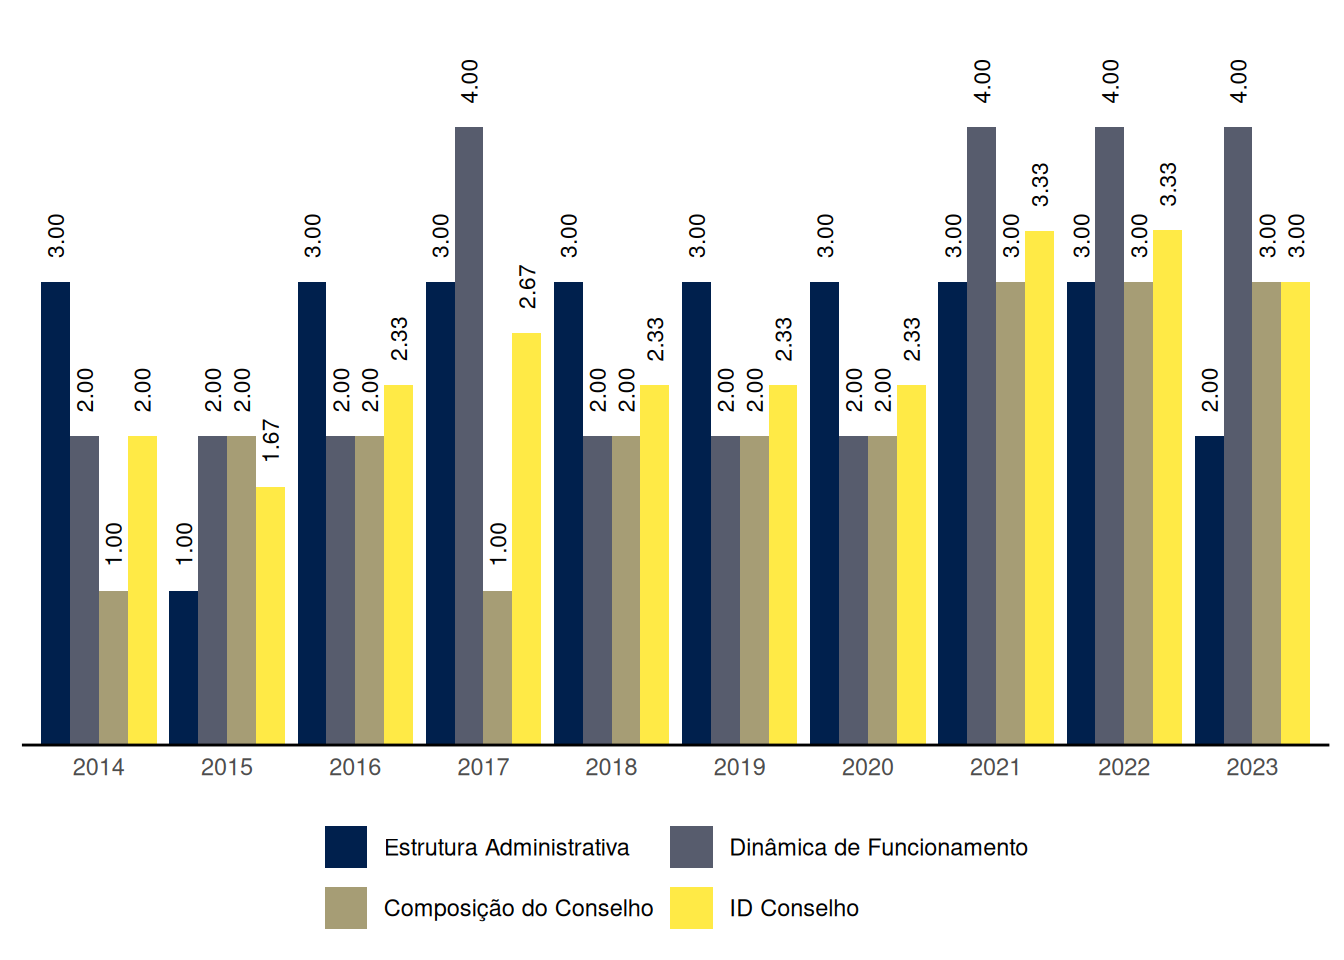 3.00 2.00 1.00 2.00
1.00 2.00 2.00 1.67
3.00 2.00 2.00 2.33
3.00 4.00 1.00 2.67
3.00 2.00 2.00 2.33
3.00 2.00 2.00 2.33
3.00 2.00 2.00 2.33
3.00 4.00 3.00 3.33
3.00 4.00 3.00 3.33
2.00 4.00 3.00 3.00
2014 2015 2016 2017 2018 2019 2020 2021 2022 2023
Estrutura Administrativa Dinâmica de Funcionamento
Composição do Conselho ID Conselho